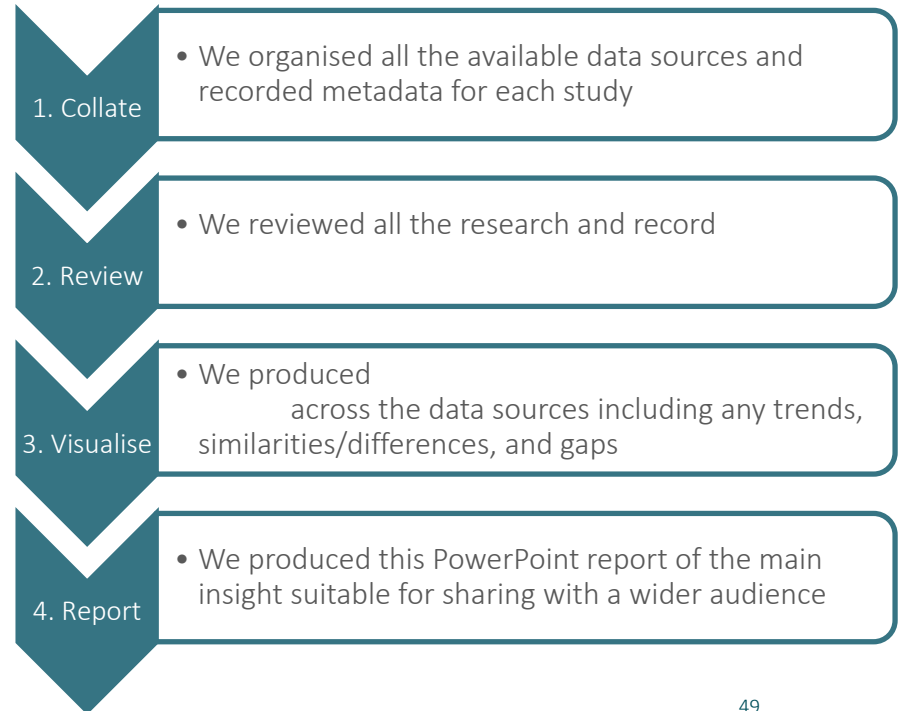 1. Collate
• We organised all the available data sources and
recorded metadata for each study
2. Review
• We reviewed all the research and record
3. Visualise
• We produced
across the data sources including any trends,
similarities/differences, and gaps
4. Report
• We produced this PowerPoint report of the main
insight suitable for sharing with a wider audience
49